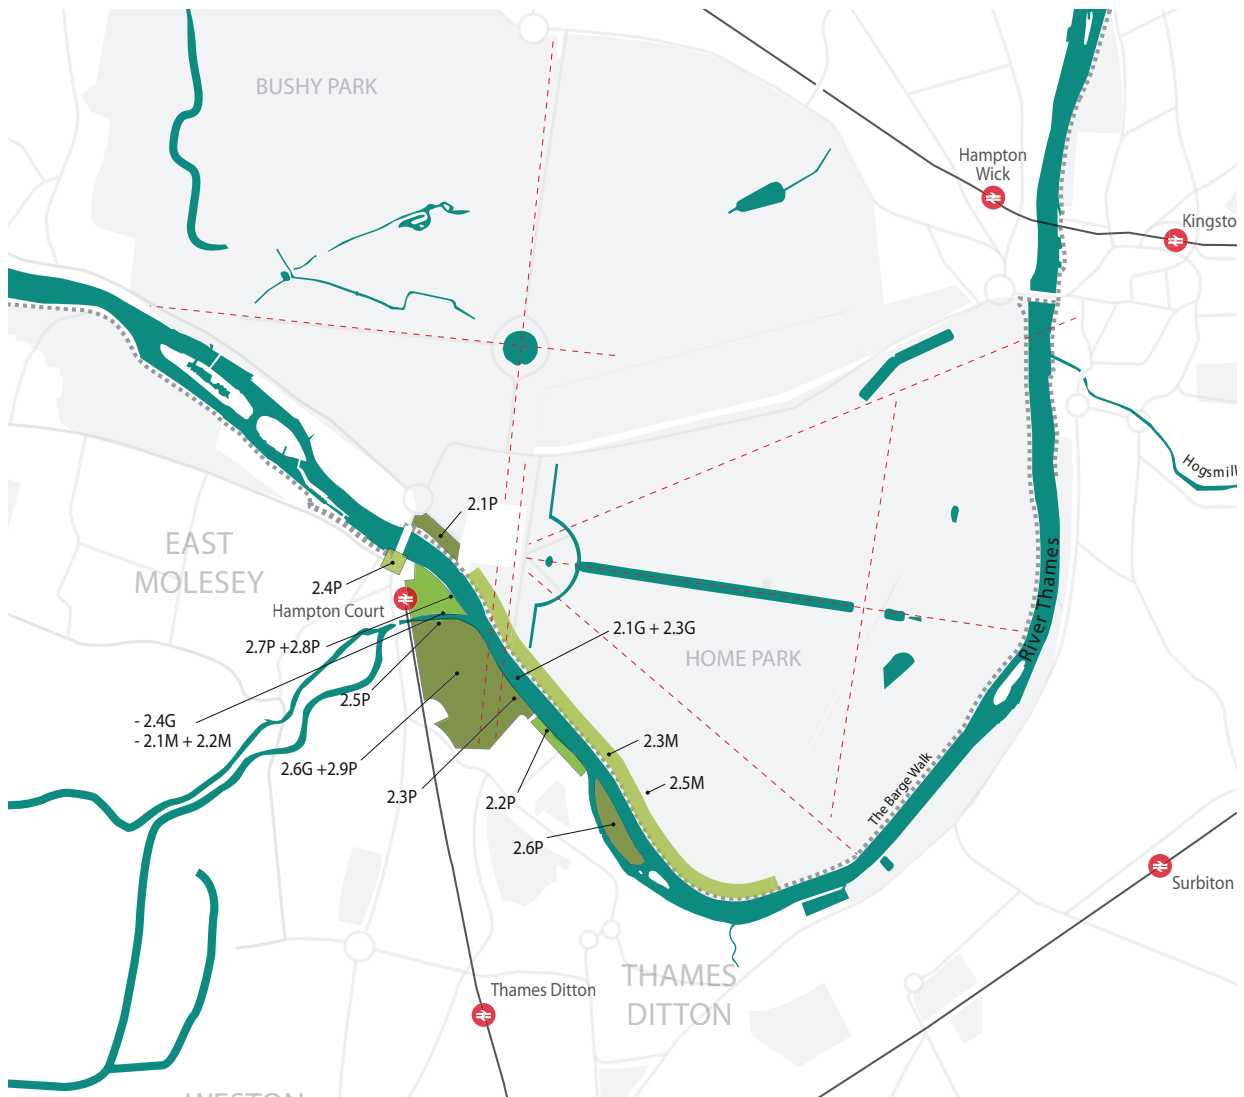 BUSHY PARK
Hampton
Wick
Kingsto
Hogsmill
2.1P
EAST
MOLESEY
2.4P
Hampton Court
2.1G + 2.3G
River Thames
2.7P +2.8P
HOME PARK
2.5P
- 2.4G
- 2.1M + 2.2M
2.3M
2.6G +2.9P
2.5M
2.3P
2.2P
The Barge Walk
2.6P
Surbiton
THAMES
DITTON
Thames Ditton
WESTON